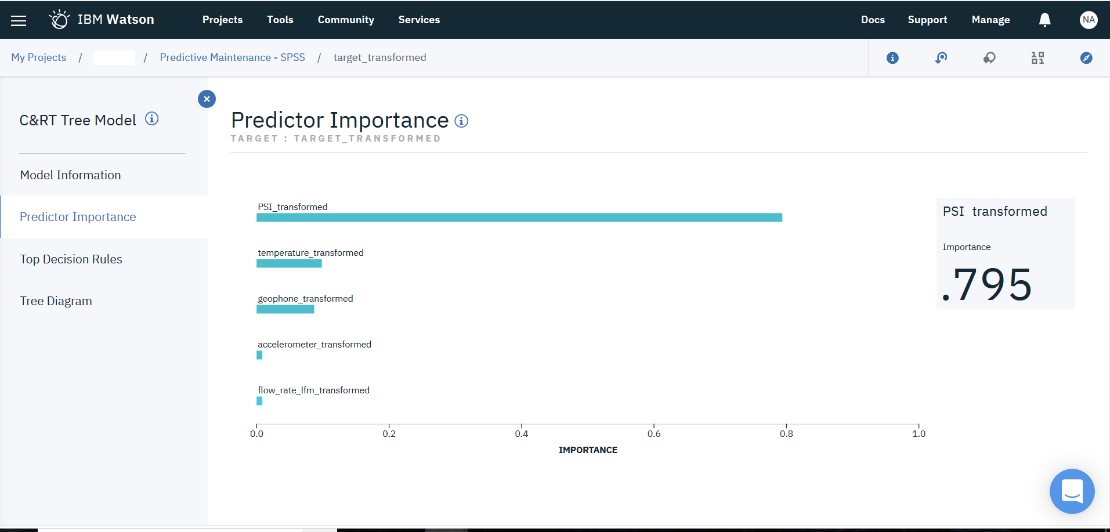 IBM Watson Projects Tools Community Services Docs Support Manage NA
My Projects / / Predictive Maintenance - SPSS / target_transformed
C&RT Tree Model
Model Information
Predictor Importance
Top Decision Rules
Tree Diagram
Predictor Importance
TARGET : TARGET_TRANSFORMED
PSI_transformed
temperature_transformed
geophone_transformed
accelerometer_transformed
flow_rate_lfm_transformed
0.0 0.2 0.4 0.6 0.8 1.0
IMPORTANCE
PSI transformed
Importance
.795